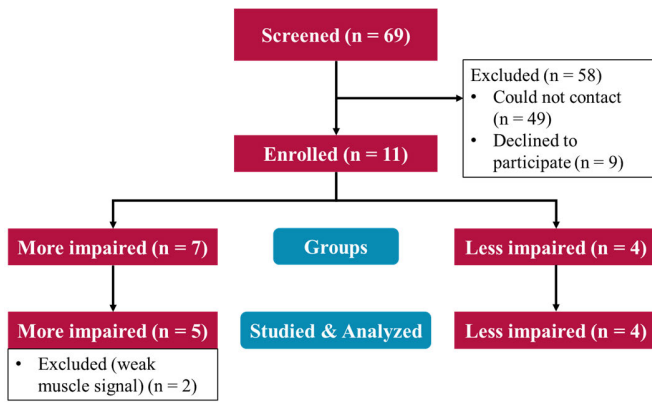 Screened (n = 69)
Excluded (n = 58)
• Could not contact
(n = 49)
• Declined to
participate (n = 9)
Enrolled (n = 11)
More impaired (n = 7)
Groups
Less impaired (n = 4)
More impaired (n = 5)
Studied & Analyzed
Less impaired (n = 4)
• Excluded (weak
muscle signal) (n = 2)